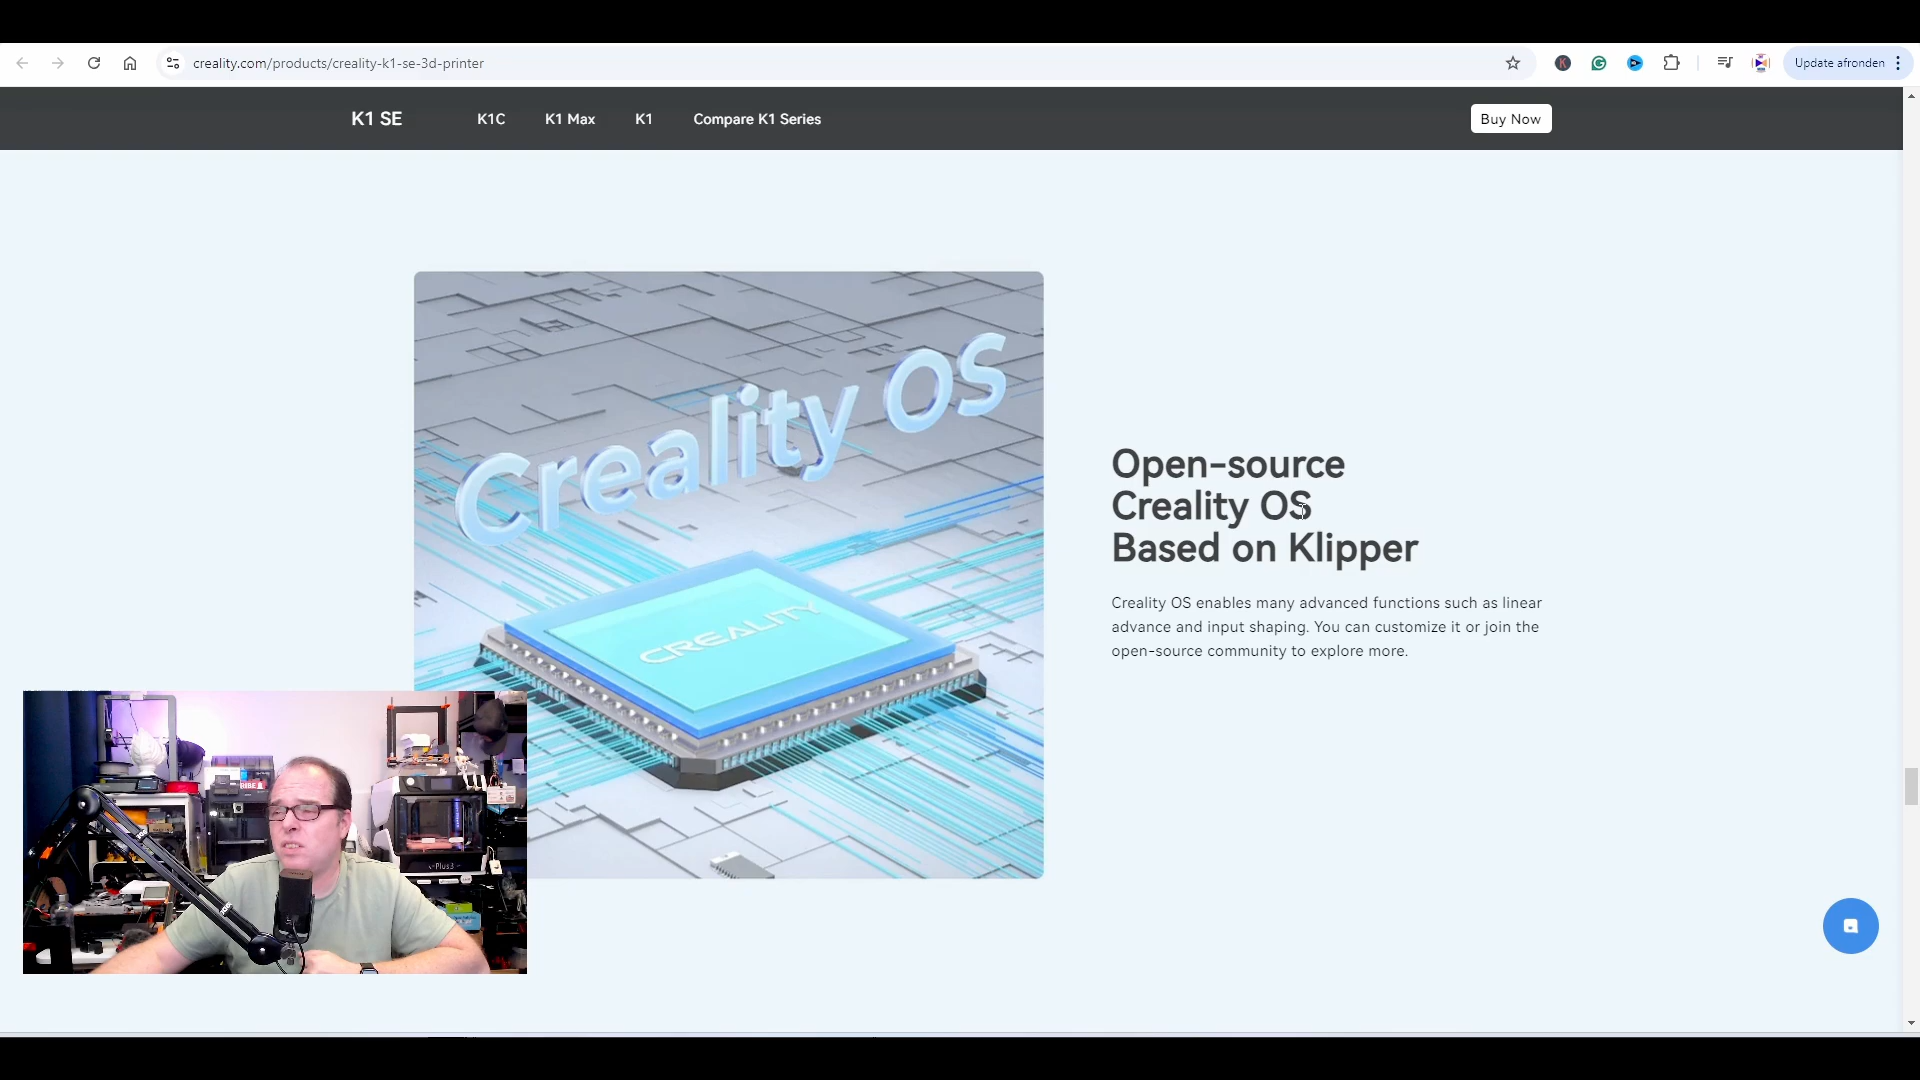 creality.com/products/creality-k1-se-3d-printer
Update afronden
K1 SE
K1C
K1 Max
K1
Compare K1 Series
Buy Now
Creality OS
CREALITY
Open-source
Creality OS
Based on Klipper
Creality OS enables many advanced functions such as linear
advance and input shaping. You can customize it or join the
open-source community to explore more.